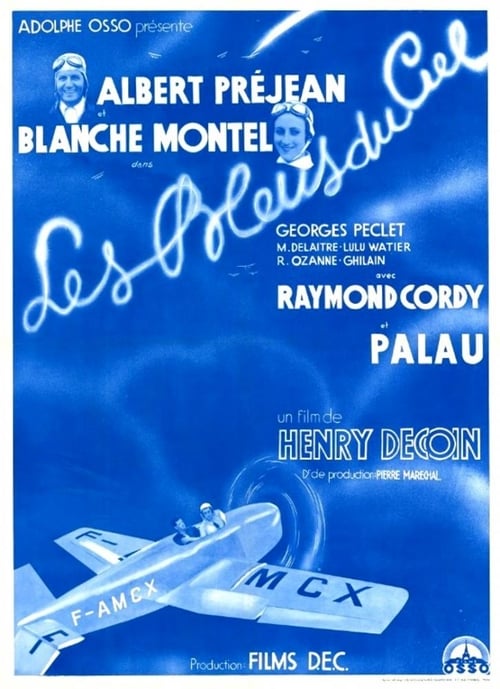 ADOLPHE OSSO présente
ALBERT PRÉJEAN
et
BLANCHE MONTEL
dans
Les Bleus du Ciel
GEORGES PECLET
M. DELAITRE - LULU WATIER
R. OZANNE - GHILAIN
avec
RAYMOND CORDY
et
PALAU
un film de
HENRY DECOIN
Dr de production: PIERRE MARECHAL
F-
F-AMCX
MCX
F
Production: FILMS D.E.C.
OSSO